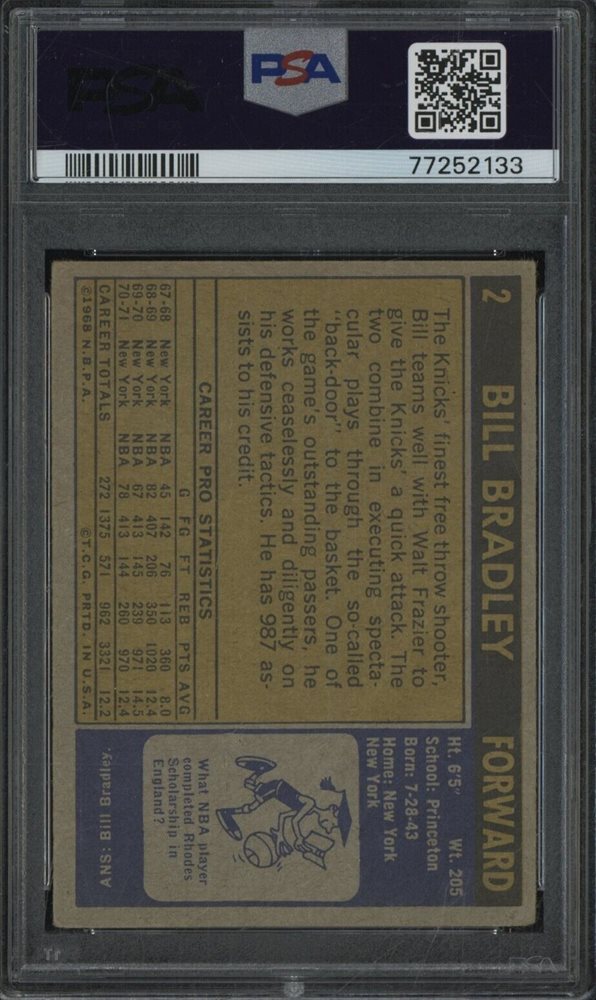 PSA
PSA
77252133
2 BILL BRADLEY FORWARD
The Knicks' finest free throw shooter,
Bill teams well with Walt Frazier to
give the Knicks' a quick attack. The
two combine in executing specta-
cular plays through the so-called
"back-door" to the basket. One of
the game's outstanding passers, he
works ceaselessly and diligently on
his defensive tactics. He has 987 as-
sists to his credit.
CAREER PRO STATISTICS
G FG FT REB PTS AVG
67-68 New York NBA 45 142 76 113 360 8.0
68-69 New York NBA 82 407 206 350 1020 12.4
69-70 New York NBA 67 413 145 239 971 14.5
70-71 New York NBA 78 413 144 260 970 12.4
CAREER TOTALS 272 1375 571 962 3321 12.2
©1968 N.B.P.A. ©T.C.G. PRTD. IN U.S.A.
Ht. 6'5" Wt. 205
School: Princeton
Born: 7-28-43
Home: New York
New York
What NBA player
completed Rhodes
Scholarship in
England?
ANS: Bill Bradley.
PSA